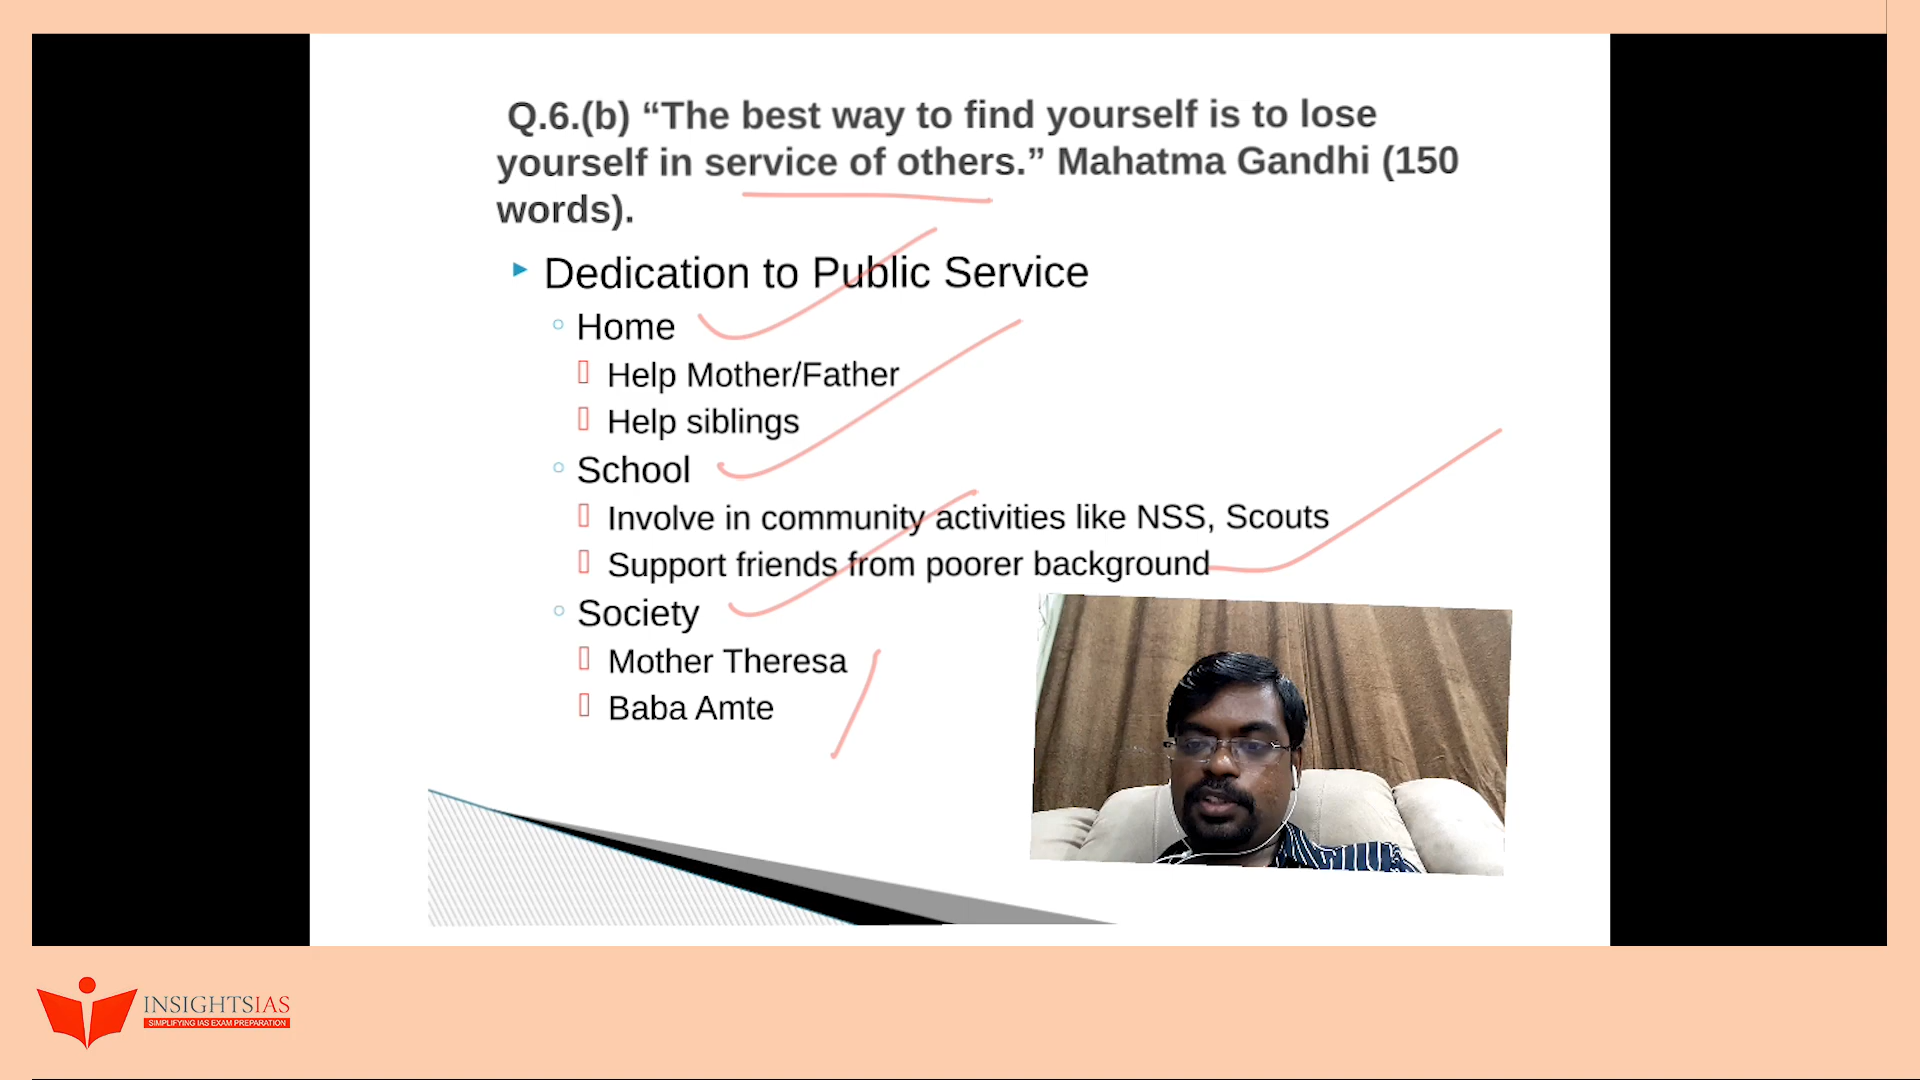 Q.6.(b) “The best way to find yourself is to lose
yourself in service of others.” Mahatma Gandhi (150
words).
Dedication to Public Service
Home
Help Mother/Father
Help siblings
School
Involve in community activities like NSS, Scouts
Support friends from poorer background
Society
Mother Theresa
Baba Amte
INSIGHTSIAS
SIMPLIFYING IAS EXAM PREPARATION